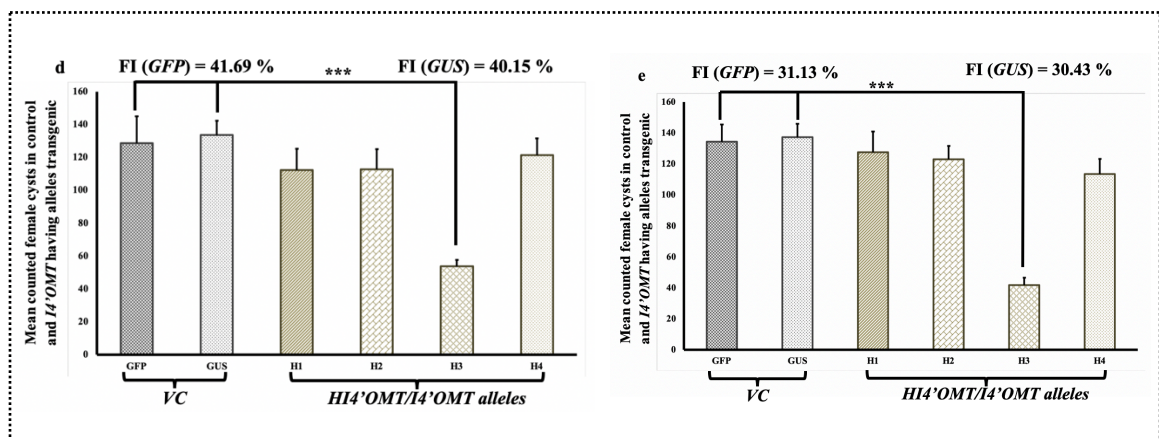 d
FI (GFP) = 41.69 %
FI (GUS) = 40.15 %
***
Mean counted female cysts in control
and I4’OMT having alleles transgenic
160
140
120
100
80
60
40
20
0
GFP GUS H1 H2 H3 H4
VC
HI4’OMT/I4’OMT alleles
e
FI (GFP) = 31.13 %
FI (GUS) = 30.43 %
***
Mean counted female cysts in control
and I4’OMT having alleles transgenic
160
140
120
100
80
60
40
20
0
GFP GUS H1 H2 H3 H4
VC
HI4’OMT/I4’OMT alleles